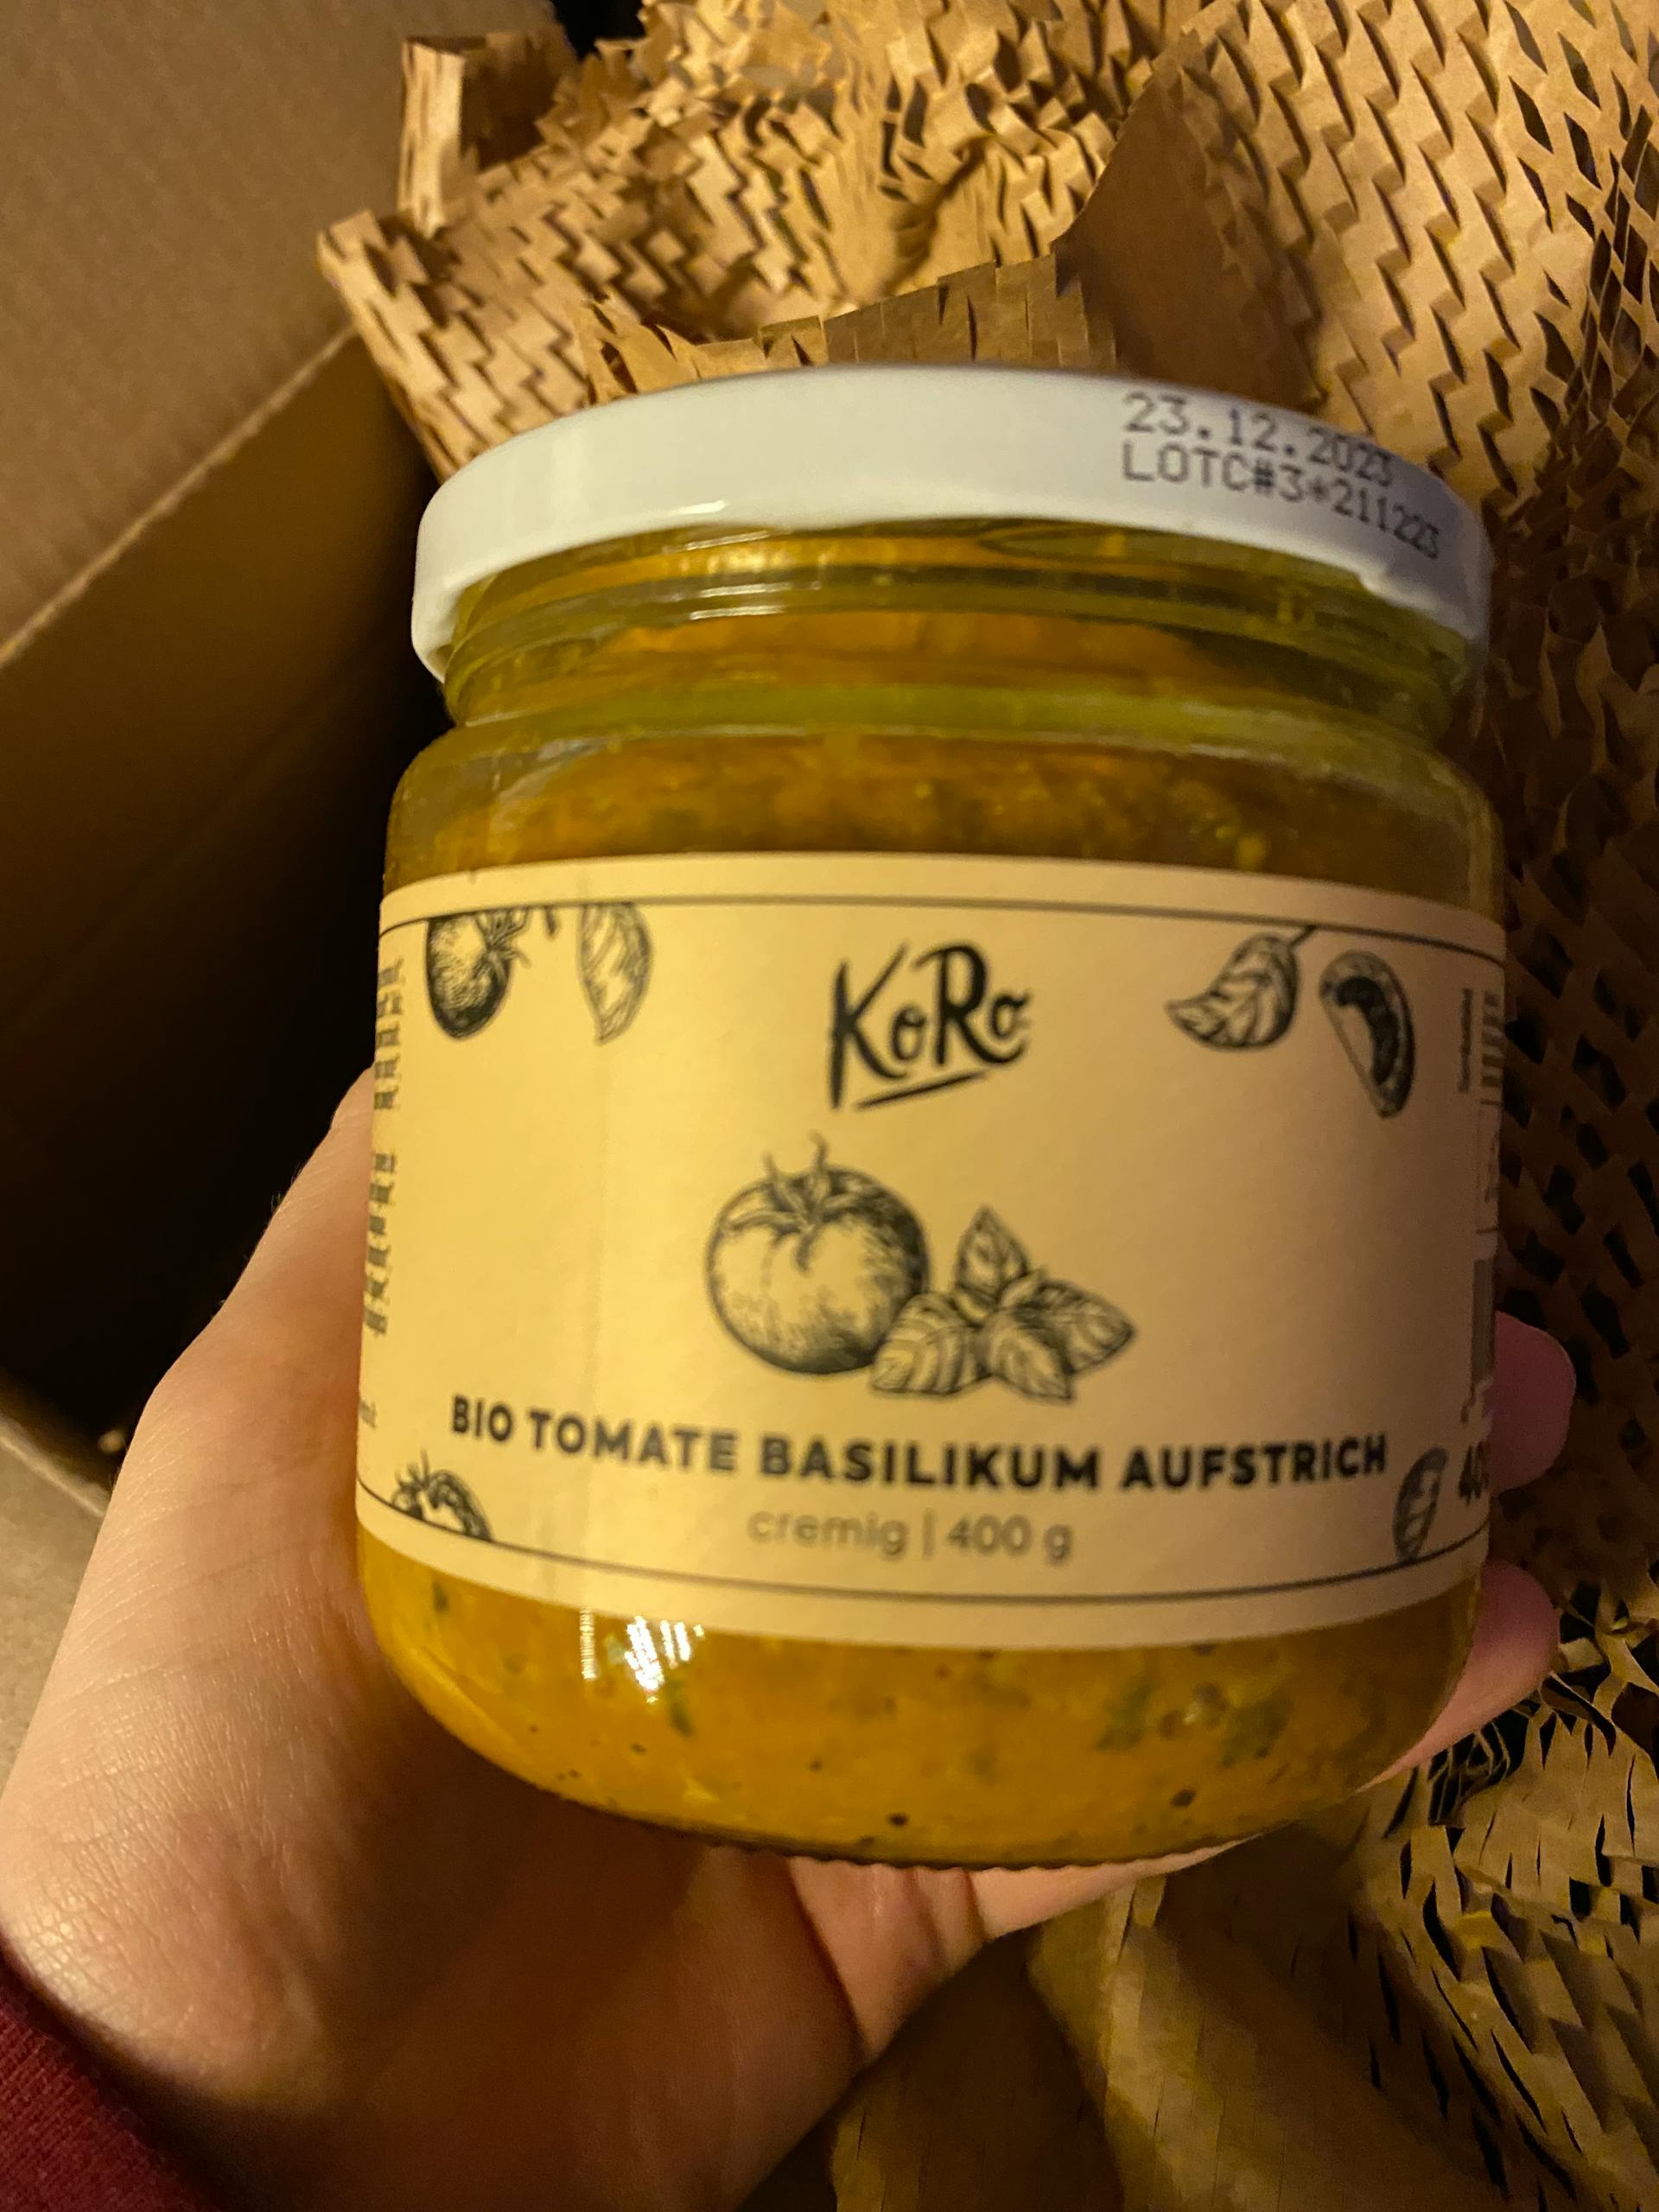 23.12.2023
LOTC#3*211223
KoRo
BIO TOMATE BASILIKUM AUFSTRICH
cremig | 400 g